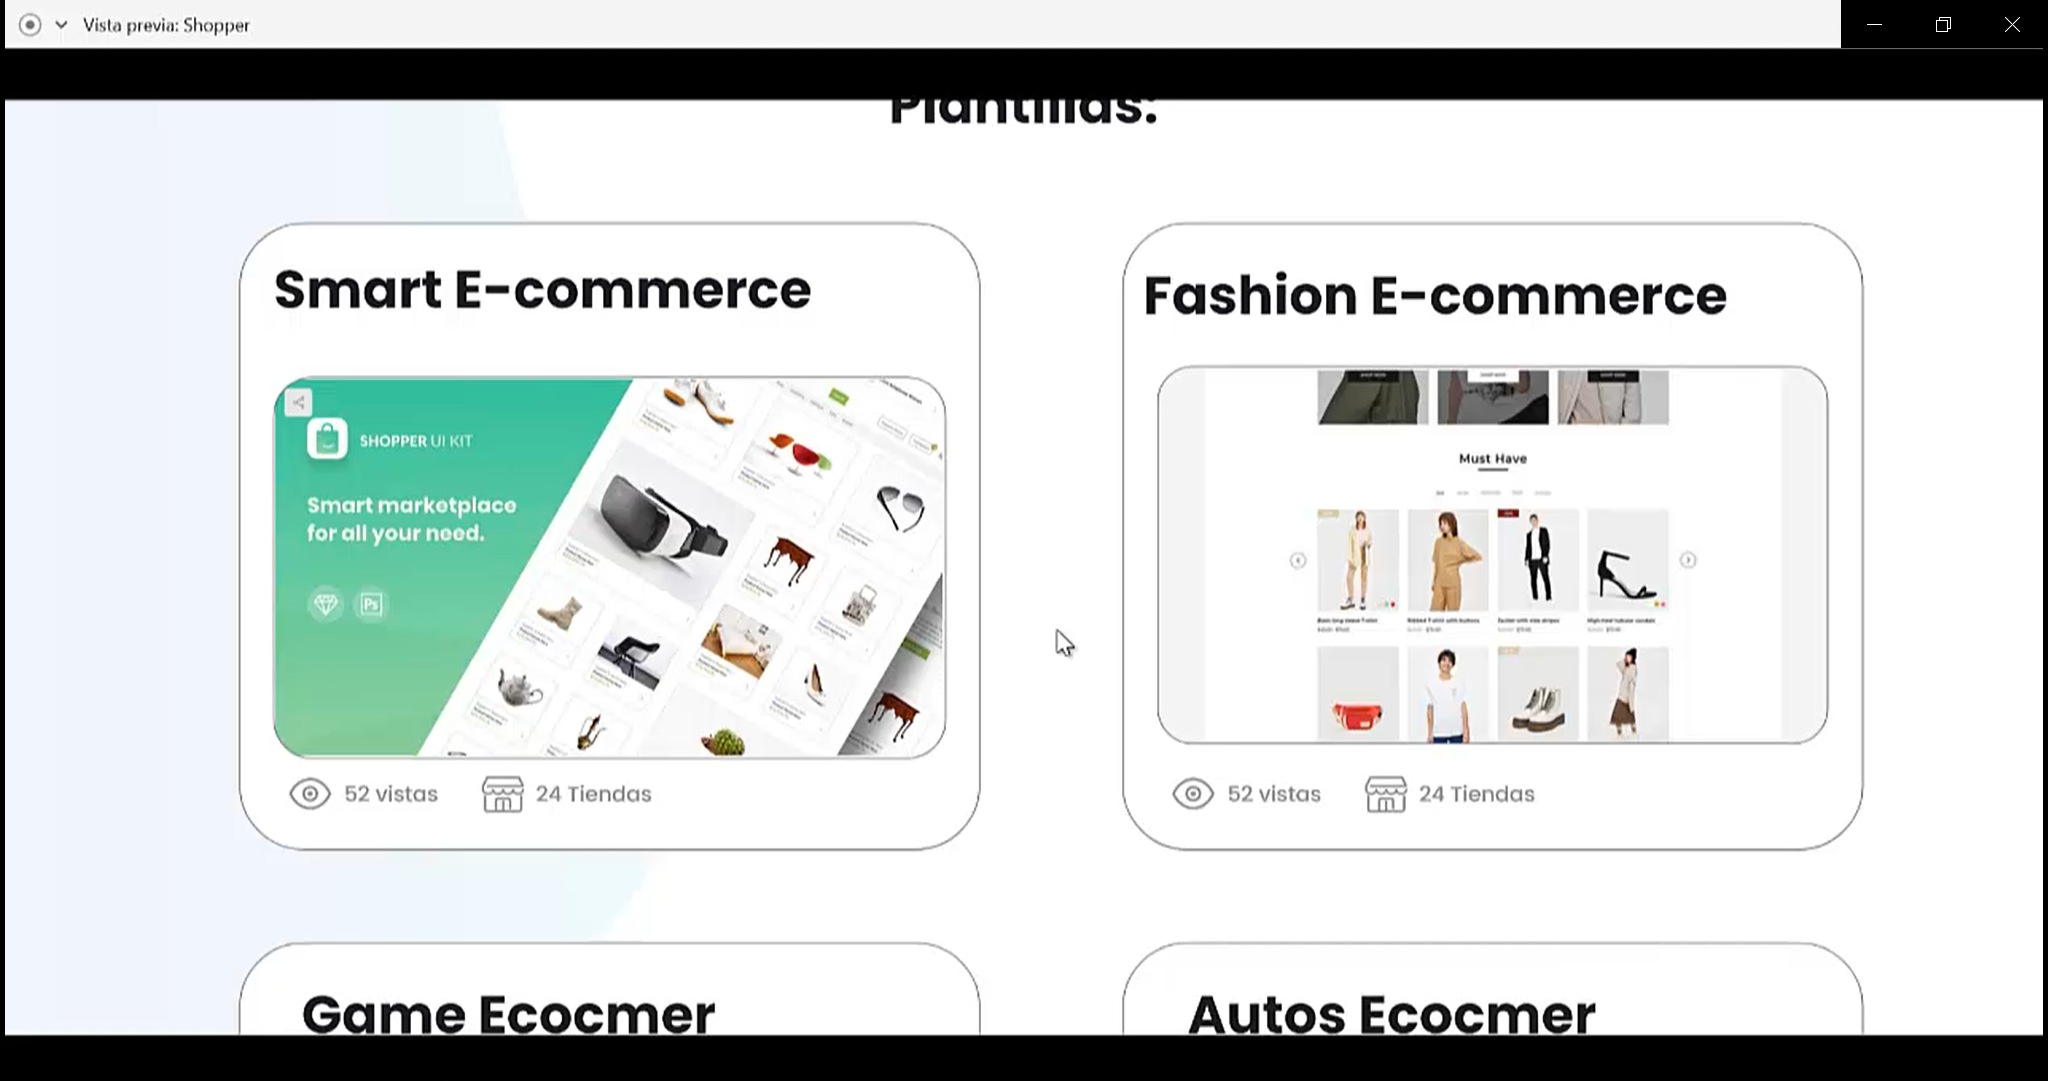 Vista previa: Shopper
Plantillas:
Smart E-commerce
SHOPPER UI KIT
Smart marketplace
for all your need.
Ps
52 vistas
24 Tiendas
Fashion E-commerce
Must Have
52 vistas
24 Tiendas
Game Ecocmer
Autos Ecocmer